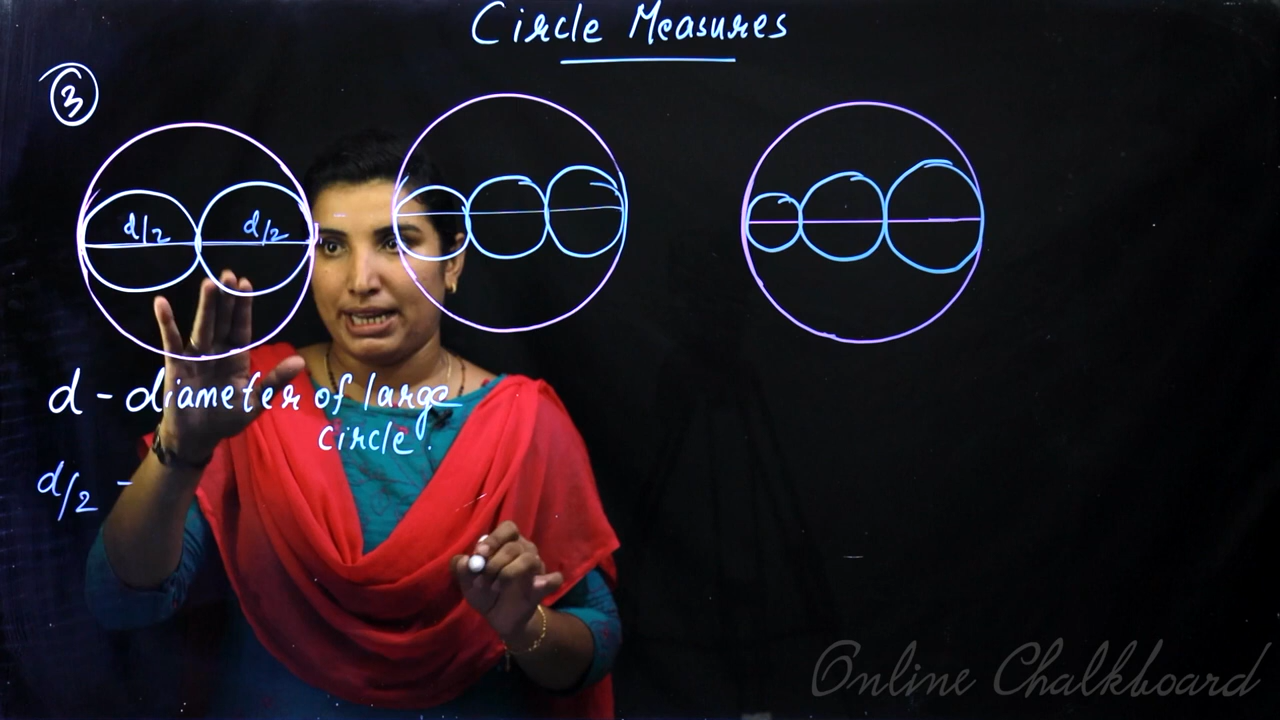 Circle Measures
3
d/2 d/2
d - diameter of large
circle.
d/2 -
Online Chalkboard